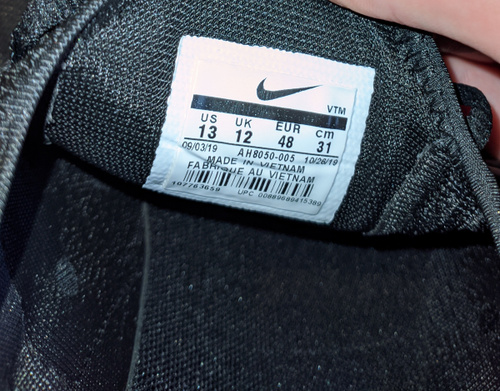 VTM
US UK EUR cm
13 12 48 31
09/03/19 AH8050-005 10/26/19
MADE IN VIETNAM
FABRIQUE AU VIETNAM
UPC